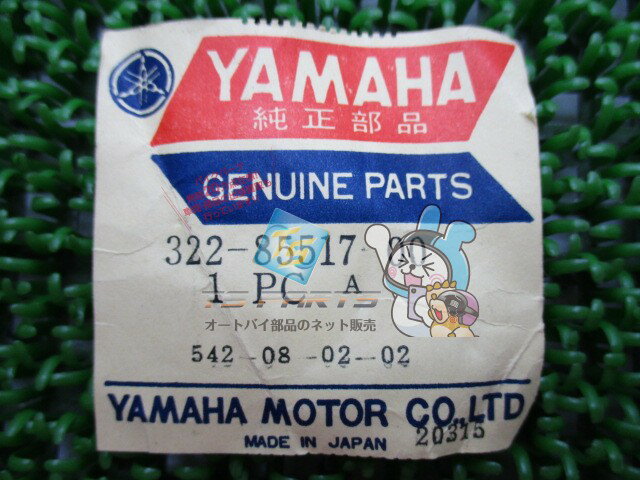 YAMAHA
純正部品
GENUINE PARTS
322-85517
1 PC A
オートバイ部品のネット販売
542-08-02-02
YAMAHA MOTOR CO.,LTD
MADE IN JAPAN 20315